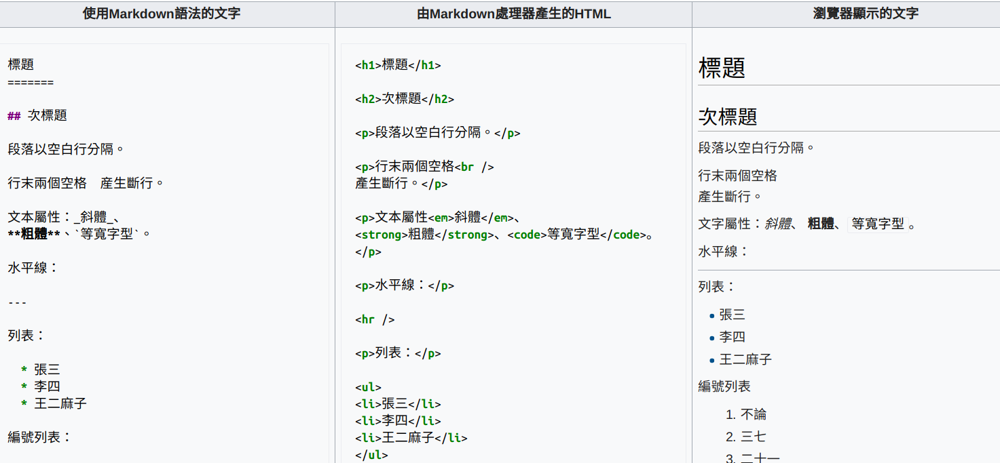 使用Markdown語法的文字
標題
=======
## 次標題
段落以空白行分隔。
行末兩個空格　産生斷行。
文本屬性：_斜體_、
**粗體**、`等寬字型`。
水平線：
---
列表：
* 張三
* 李四
* 王二麻子
編號列表：
由Markdown處理器產生的HTML
<h1>標題</h1>
<h2>次標題</h2>
<p>段落以空白行分隔。</p>
<p>行末兩個空格<br />
產生斷行。</p>
<p>文本屬性<em>斜體</em>、
<strong>粗體</strong>、<code>等寬字型</code>。
</p>
<p>水平線：</p>
<hr />
<p>列表：</p>
<ul>
<li>張三</li>
<li>李四</li>
<li>王二麻子</li>
</ul>
瀏覽器顯示的文字
標題
次標題
段落以空白行分隔。
行末兩個空格
產生斷行。
文字屬性：斜體、 粗體、 等寬字型 。
水平線：
列表：
• 張三
• 李四
• 王二麻子
編號列表
1. 不論
2. 三七
3. 二十一